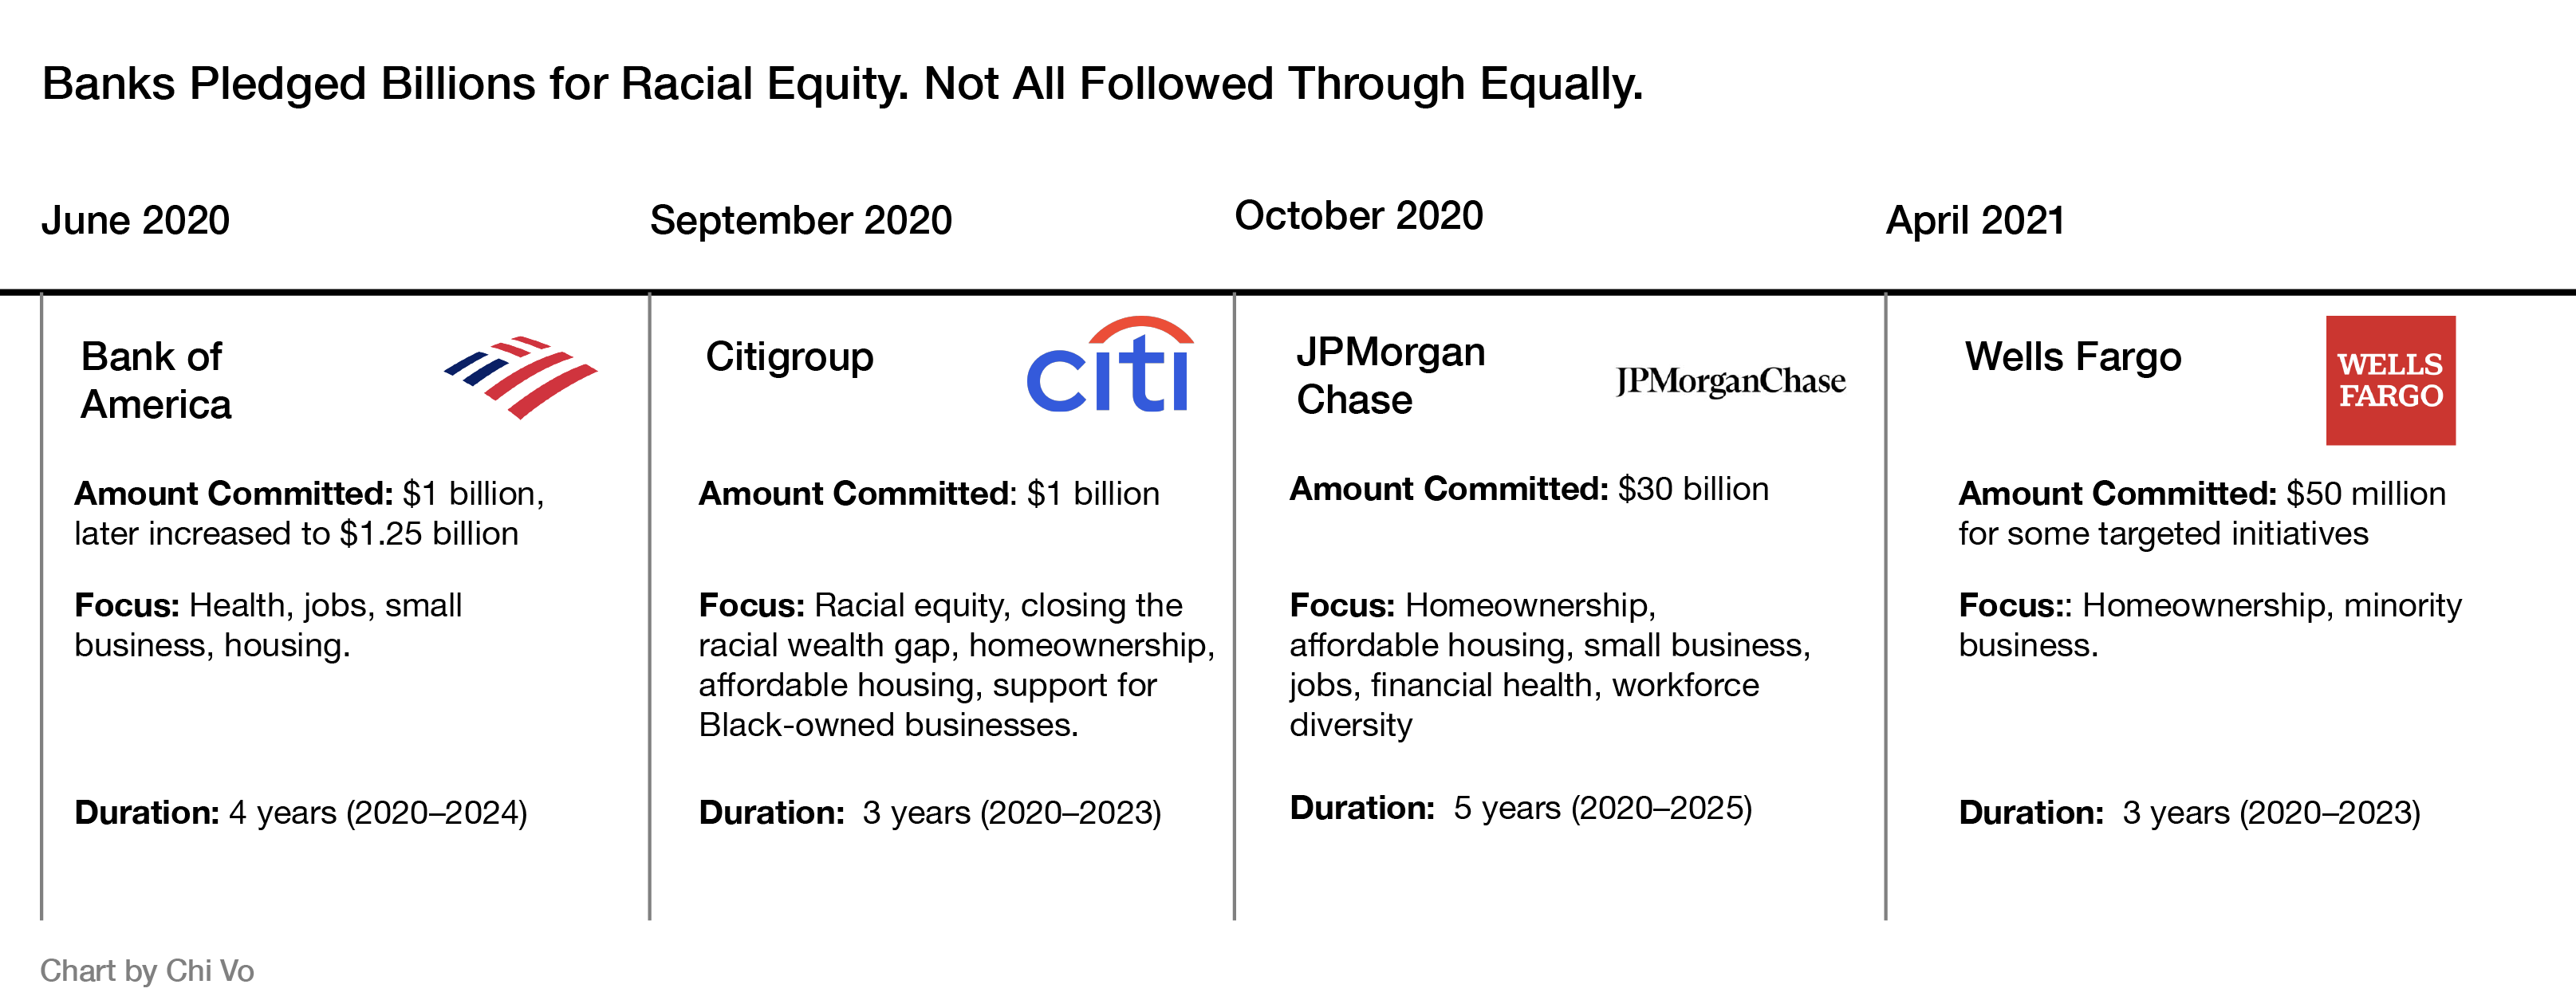 Banks Pledged Billions for Racial Equity. Not All Followed Through Equally.
June 2020
Bank of
America
Amount Committed: $1 billion,
later increased to $1.25 billion
Focus: Health, jobs, small
business, housing.
Duration: 4 years (2020–2024)
September 2020
Citigroup
citi
Amount Committed: $1 billion
Focus: Racial equity, closing the
racial wealth gap, homeownership,
affordable housing, support for
Black-owned businesses.
Duration:  3 years (2020–2023)
October 2020
JPMorgan
Chase
JPMorganChase
Amount Committed: $30 billion
Focus: Homeownership,
affordable housing, small business,
jobs, financial health, workforce
diversity
Duration:  5 years (2020–2025)
April 2021
Wells Fargo
WELLS
FARGO
Amount Committed: $50 million
for some targeted initiatives
Focus:: Homeownership, minority
business.
Duration:  3 years (2020–2023)
Chart by Chi Vo